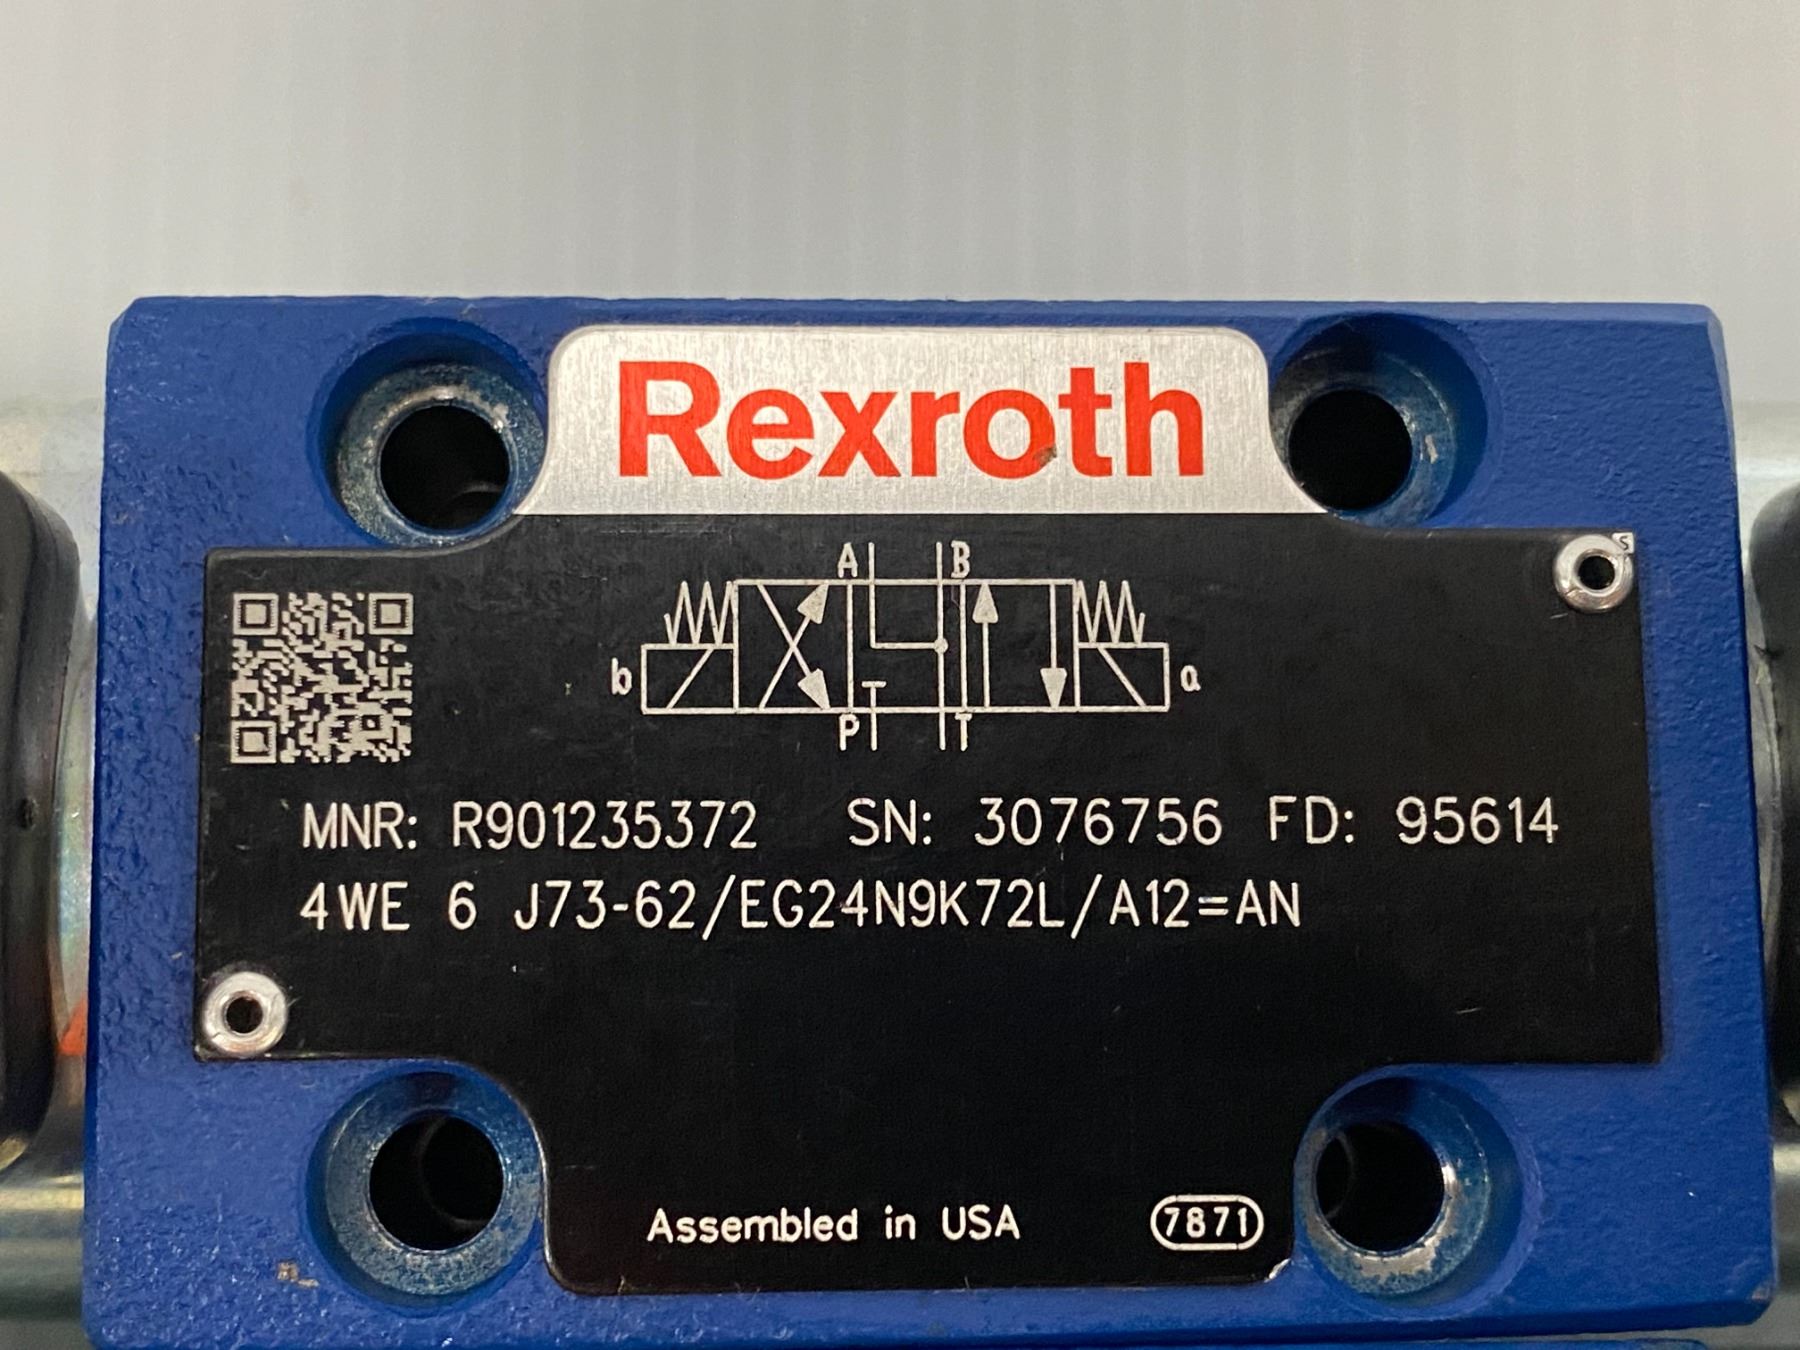 Rexroth
A B
b a
P T
MNR: R901235372 SN: 3076756 FD: 95614
4WE 6 J73-62/EG24N9K72L/A12=AN
Assembled in USA 7871